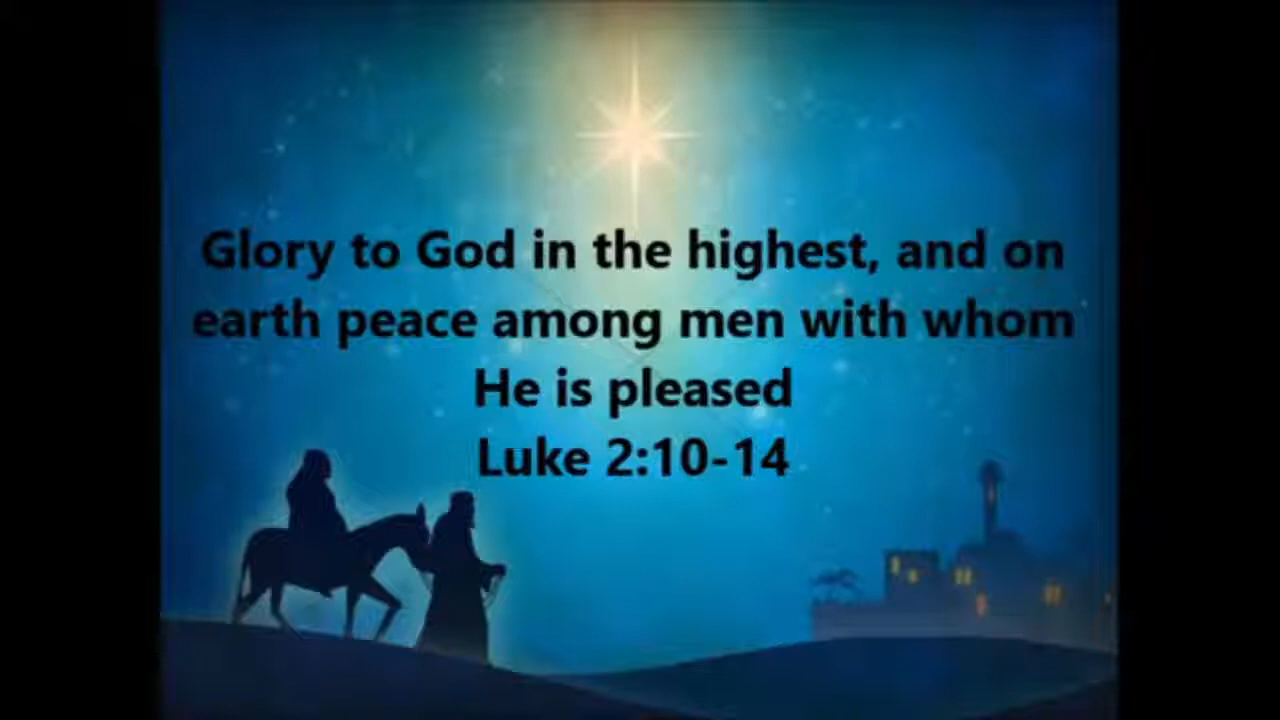 Glory to God in the highest, and on
earth peace among men with whom
He is pleased
Luke 2:10-14